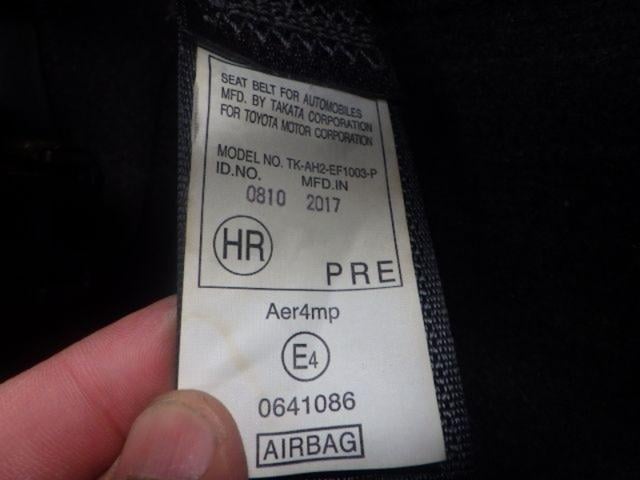 SEAT BELT FOR AUTOMOBILES
MFD. BY TAKATA CORPORATION
FOR TOYOTA MOTOR CORPORATION
MODEL NO. TK-AH2-EF1003-P
ID.NO. MFD.IN
0810 2017
HR
PRE
Aer4mp
E4
0641086
AIRBAG